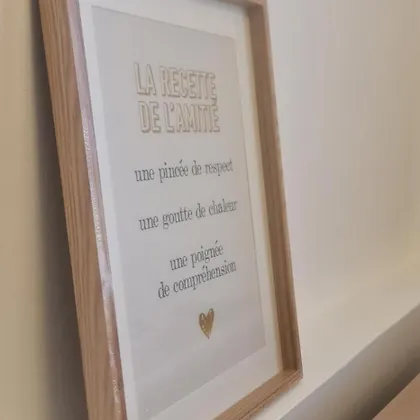 LA RECETTE
DE L'AMITIÉ
une pincée de respect
une goutte de chaleur
une poignée
de compréhension